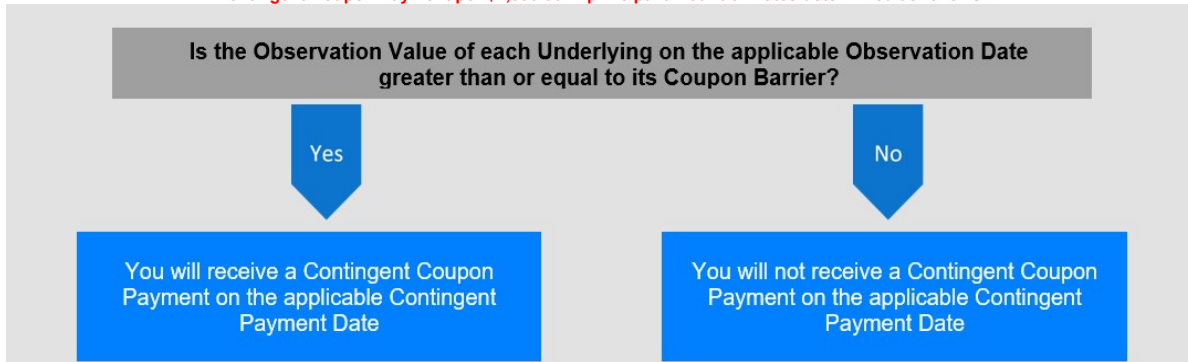 Is the Observation Value of each Underlying on the applicable Observation Date
greater than or equal to its Coupon Barrier?
Yes
No
You will receive a Contingent Coupon
Payment on the applicable Contingent
Payment Date
You will not receive a Contingent Coupon
Payment on the applicable Contingent
Payment Date